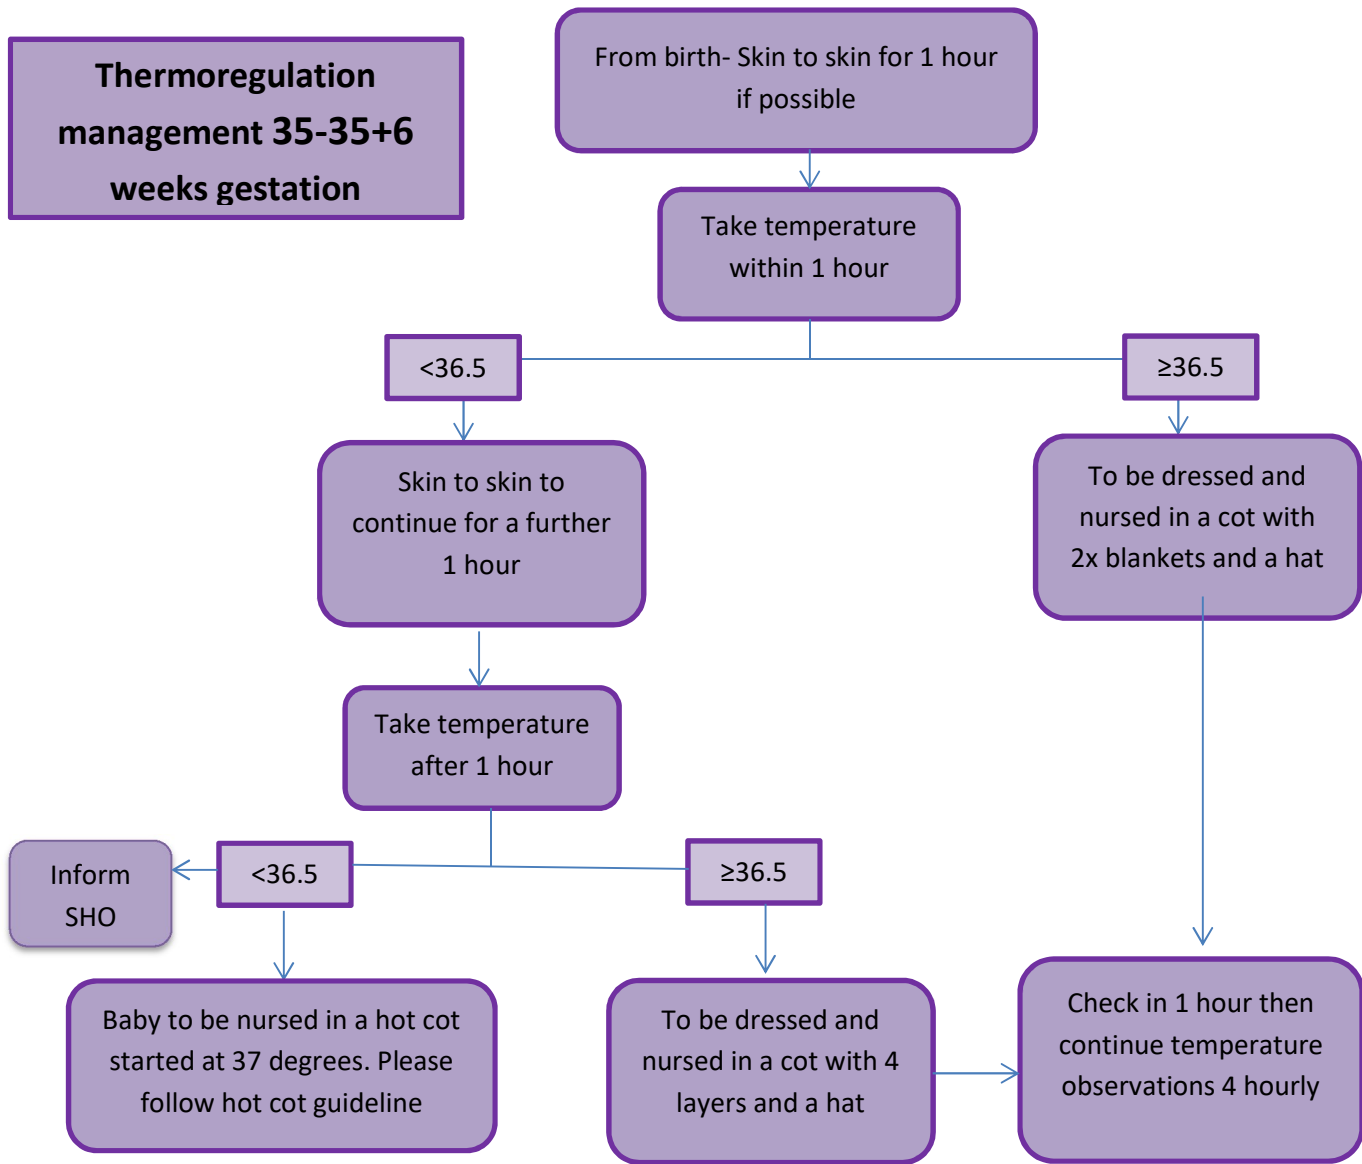 Thermoregulation
management 35-35+6
weeks gestation
From birth- Skin to skin for 1 hour
if possible
Take temperature
within 1 hour
<36.5
≥36.5
Skin to skin to
continue for a further
1 hour
To be dressed and
nursed in a cot with
2x blankets and a hat
Take temperature
after 1 hour
Inform
SHO
<36.5
≥36.5
Baby to be nursed in a hot cot
started at 37 degrees. Please
follow hot cot guideline
To be dressed and
nursed in a cot with 4
layers and a hat
Check in 1 hour then
continue temperature
observations 4 hourly